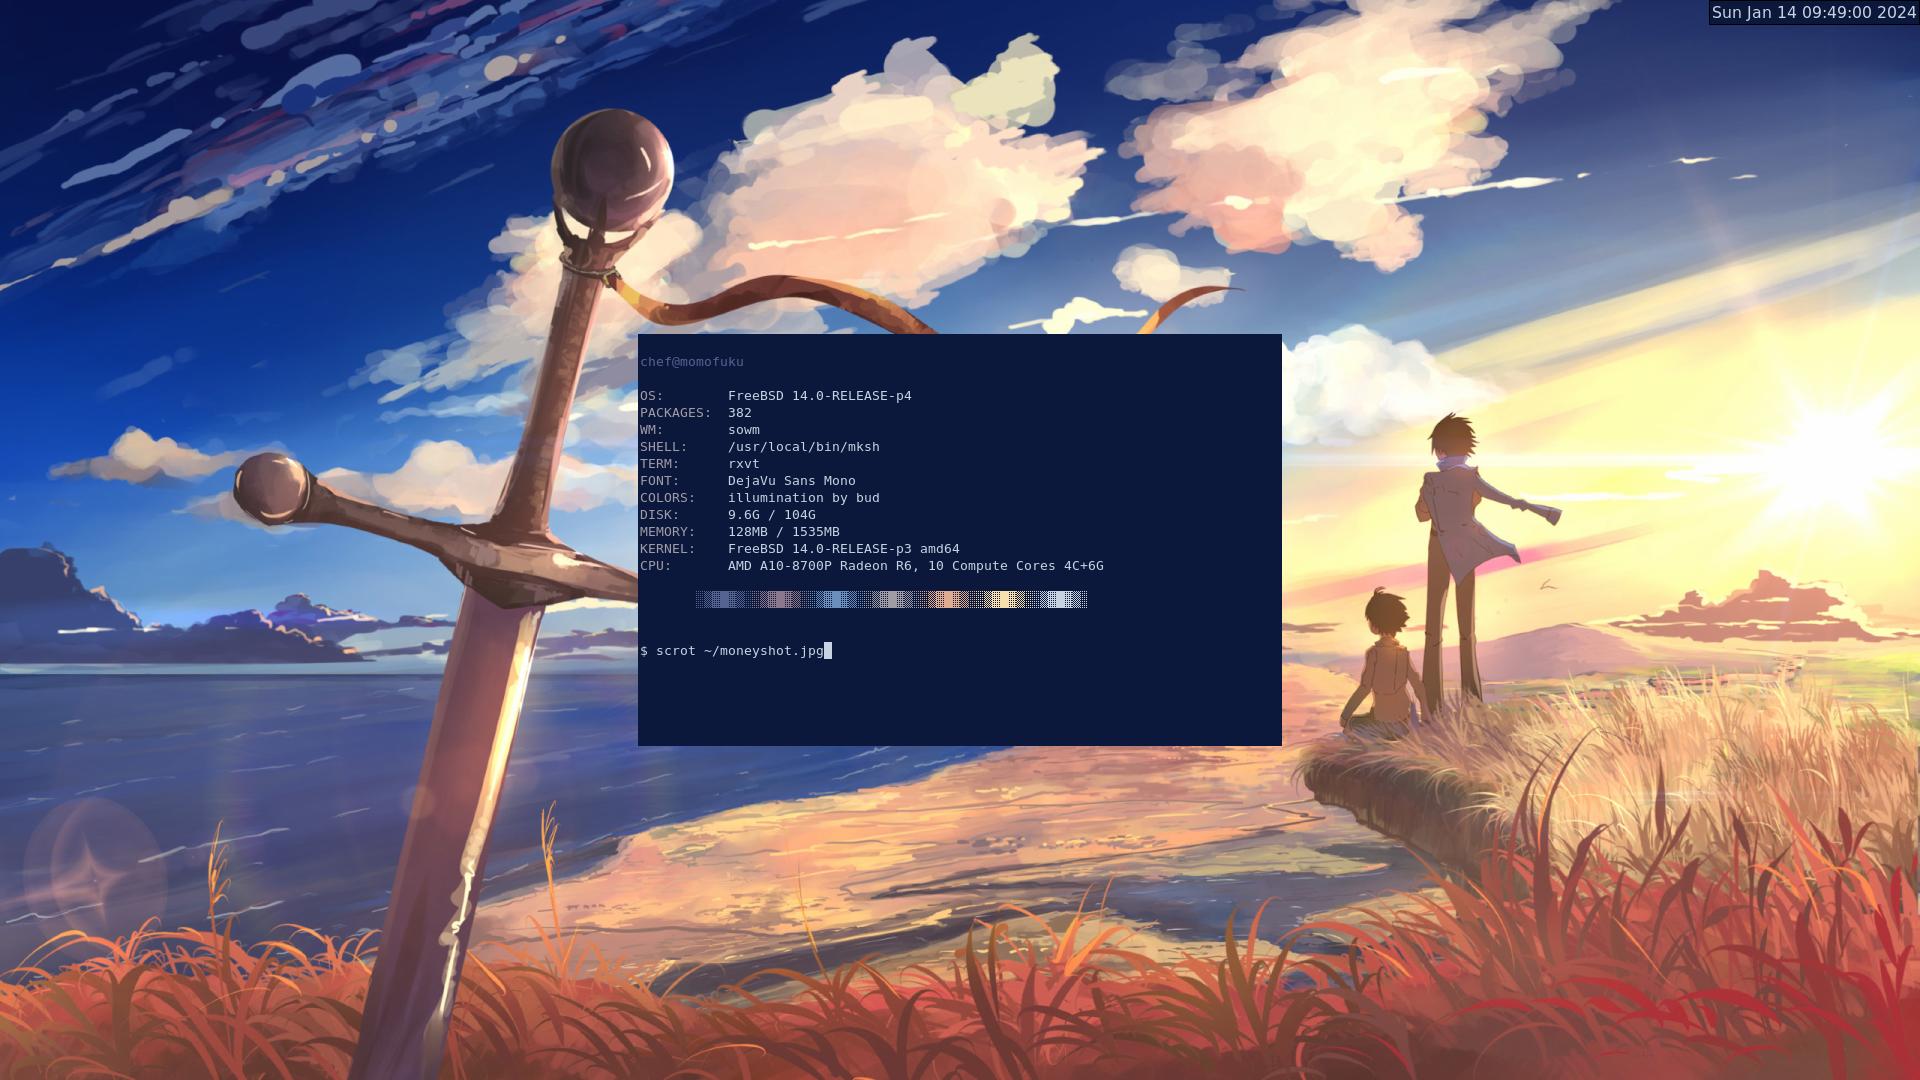 Sun Jan 14 09:49:00 2024
chef@momofuku
OS: FreeBSD 14.0-RELEASE-p4
PACKAGES: 382
WM: sowm
SHELL: /usr/local/bin/mksh
TERM: rxvt
FONT: DejaVu Sans Mono
COLORS: illumination by bud
DISK: 9.6G / 104G
MEMORY: 128MB / 1535MB
KERNEL: FreeBSD 14.0-RELEASE-p3 amd64
CPU: AMD A10-8700P Radeon R6, 10 Compute Cores 4C+6G
$ scrot ~/moneyshot.jpg